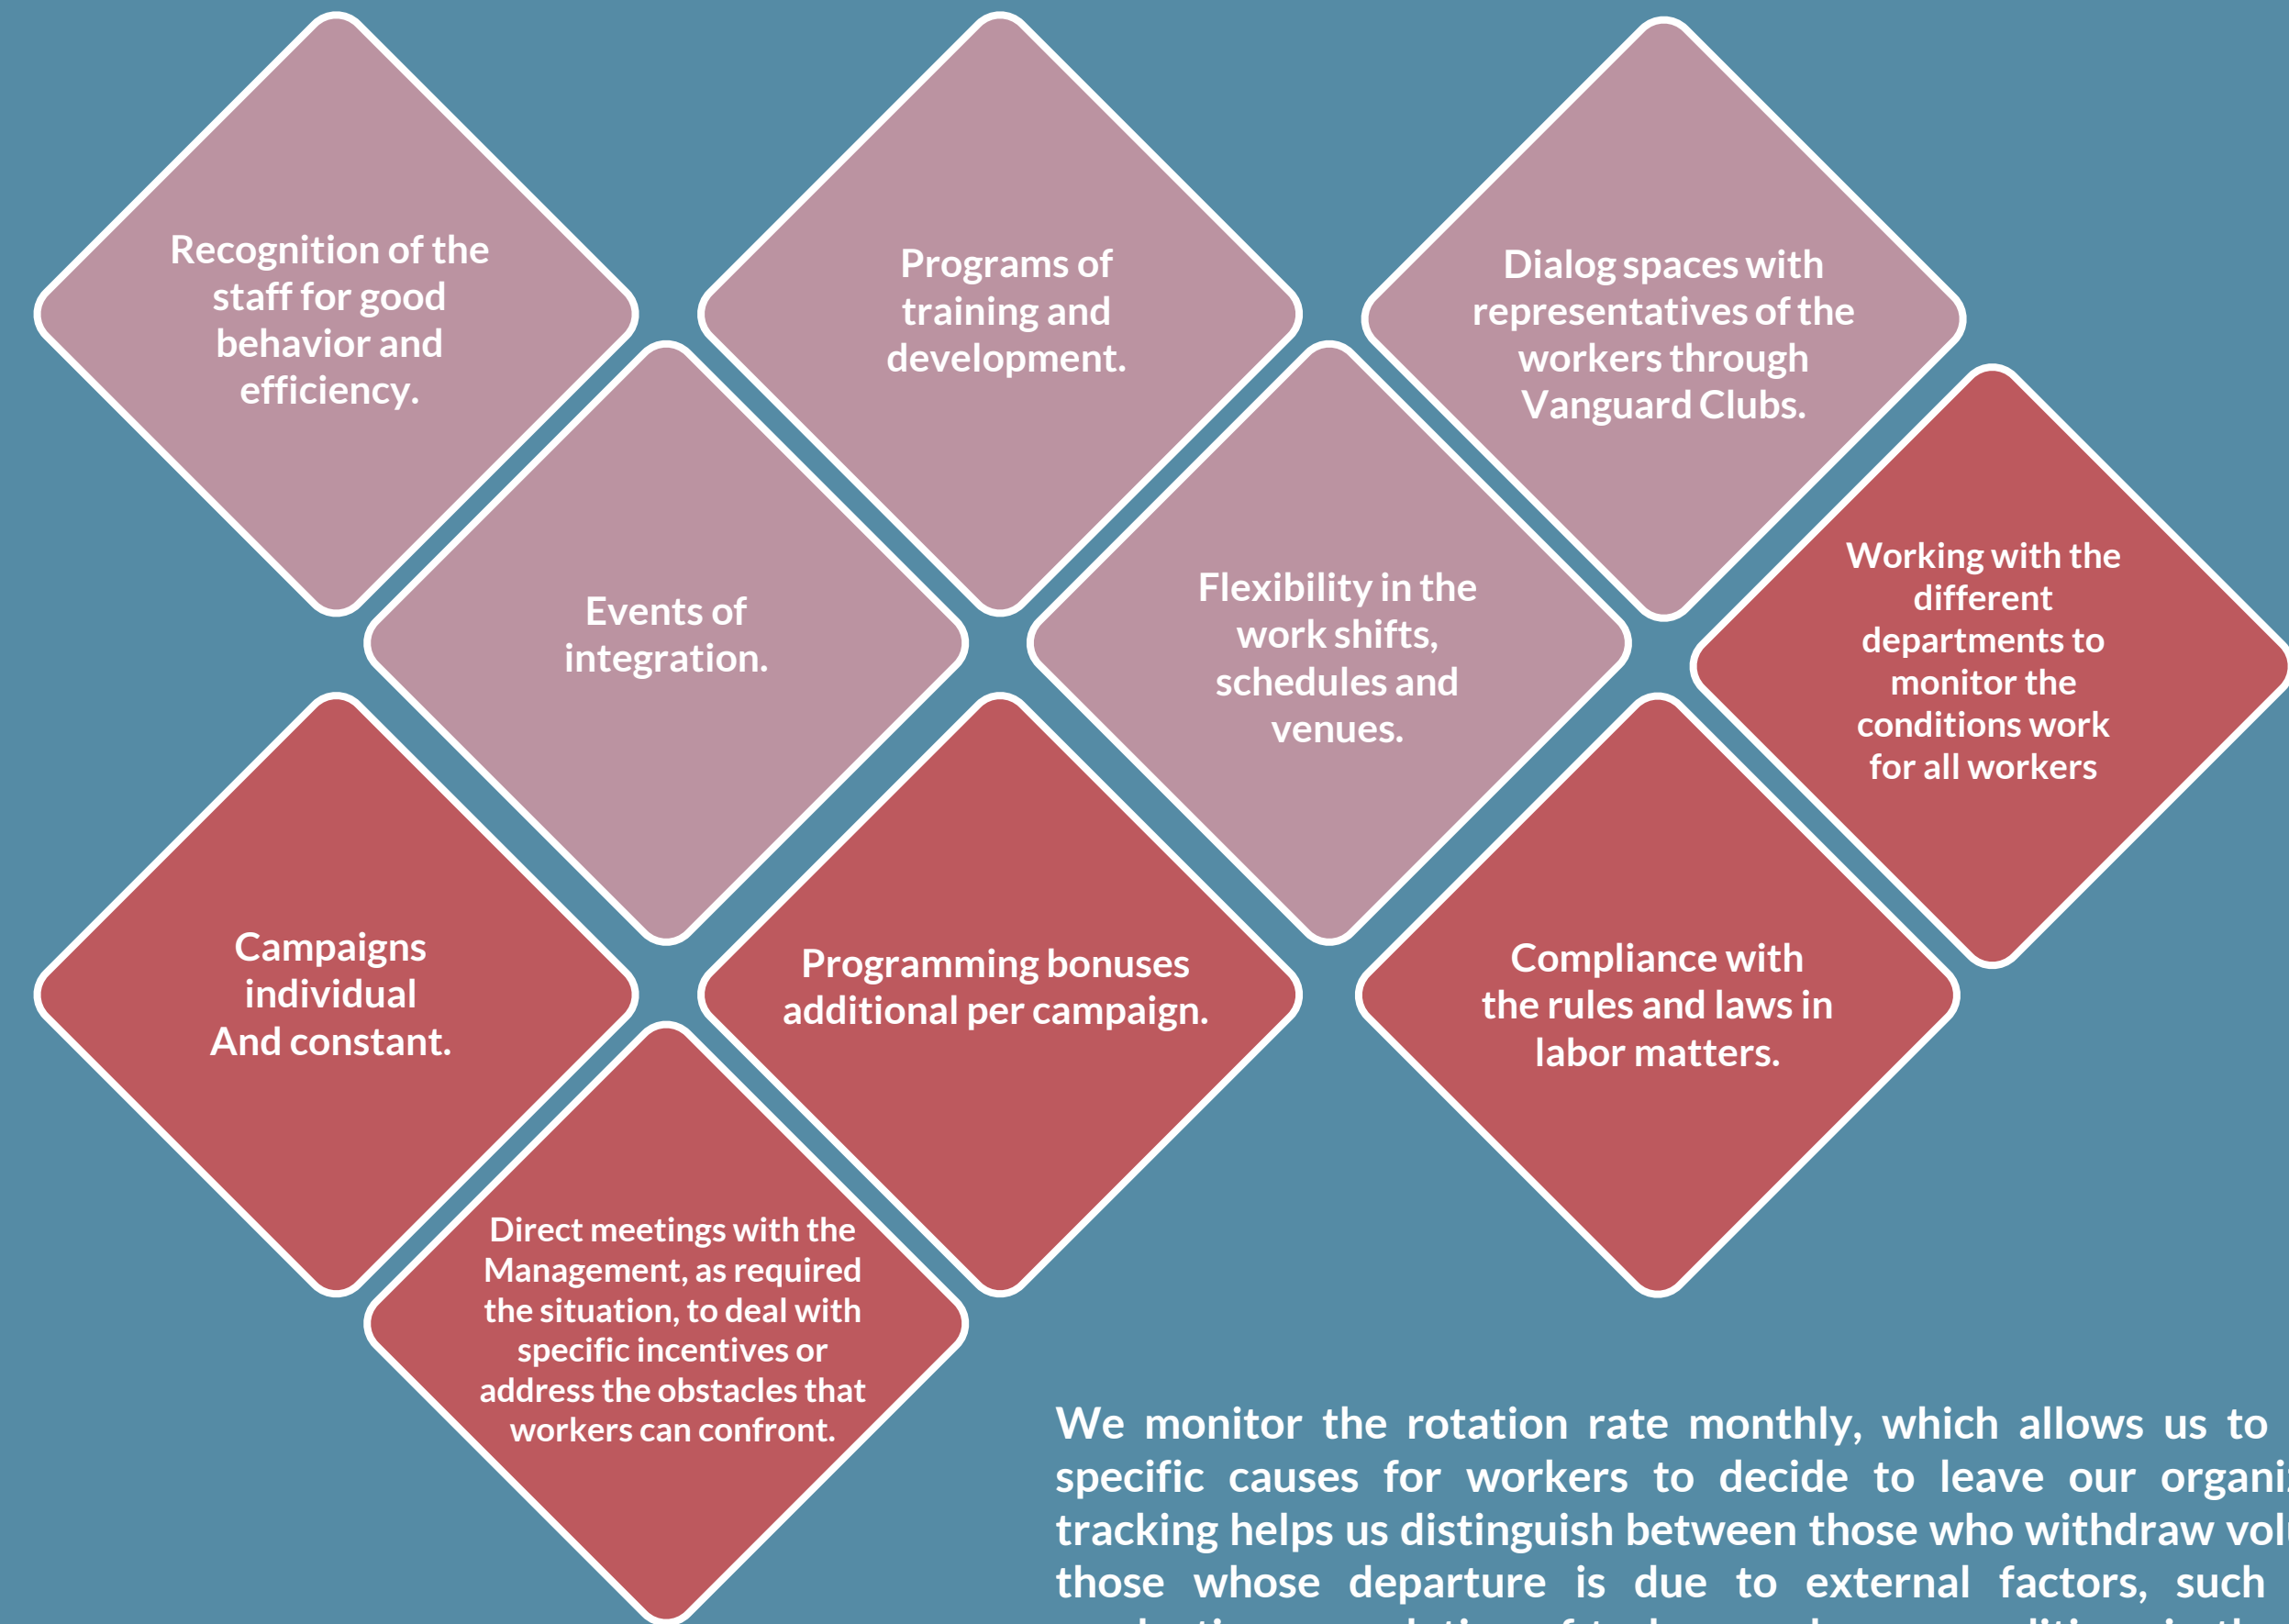 Recognition of the
staff for good
behavior and
efficiency.
Programs of
training and
development.
Dialog spaces with
representatives of the
workers through
Vanguard Clubs.
Events of
integration.
Flexibility in the
work shifts,
schedules and
venues.
Working with the
different
departments to
monitor the
conditions work
for all workers
Campaigns
individual
And constant.
Programming bonuses
additional per campaign.
Compliance with
the rules and laws in
labor matters.
Direct meetings with the
Management, as required
the situation, to deal with
specific incentives or
address the obstacles that
workers can confront.
We monitor the rotation rate monthly, which allows us to
specific causes for workers to decide to leave our
tracking helps us distinguish between those who withdraw
those whose departure is due to external factors, such